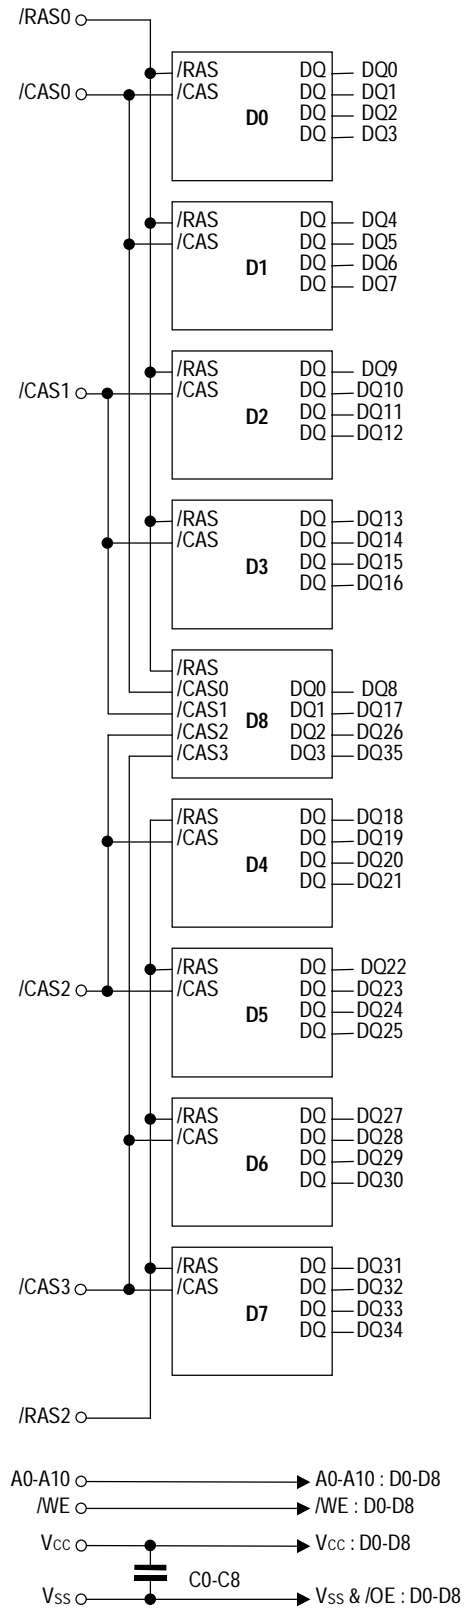 /RAS0
/RAS DQ DQ0
/CAS0 /CAS DQ DQ1
D0 DQ DQ2
DQ DQ3
/RAS DQ DQ4
/CAS DQ DQ5
D1 DQ DQ6
DQ DQ7
/RAS DQ DQ9
/CAS1 /CAS DQ DQ10
D2 DQ DQ11
DQ DQ12
/RAS DQ DQ13
/CAS DQ DQ14
D3 DQ DQ15
DQ DQ16
/RAS
/CAS0 DQ0 DQ8
/CAS1 DQ1 DQ17
/CAS2 D8 DQ2 DQ26
/CAS3 DQ3 DQ35
/RAS DQ DQ18
/CAS DQ DQ19
D4 DQ DQ20
DQ DQ21
/RAS DQ DQ22
/CAS2 /CAS DQ DQ23
D5 DQ DQ24
DQ DQ25
/RAS DQ DQ27
/CAS DQ DQ28
D6 DQ DQ29
DQ DQ30
/RAS DQ DQ31
/CAS3 /CAS DQ DQ32
D7 DQ DQ33
DQ DQ34
/RAS2
A0-A10 A0-A10 : D0-D8
/WE /WE : D0-D8
Vcc Vcc : D0-D8
C0-C8
Vss Vss & /OE : D0-D8